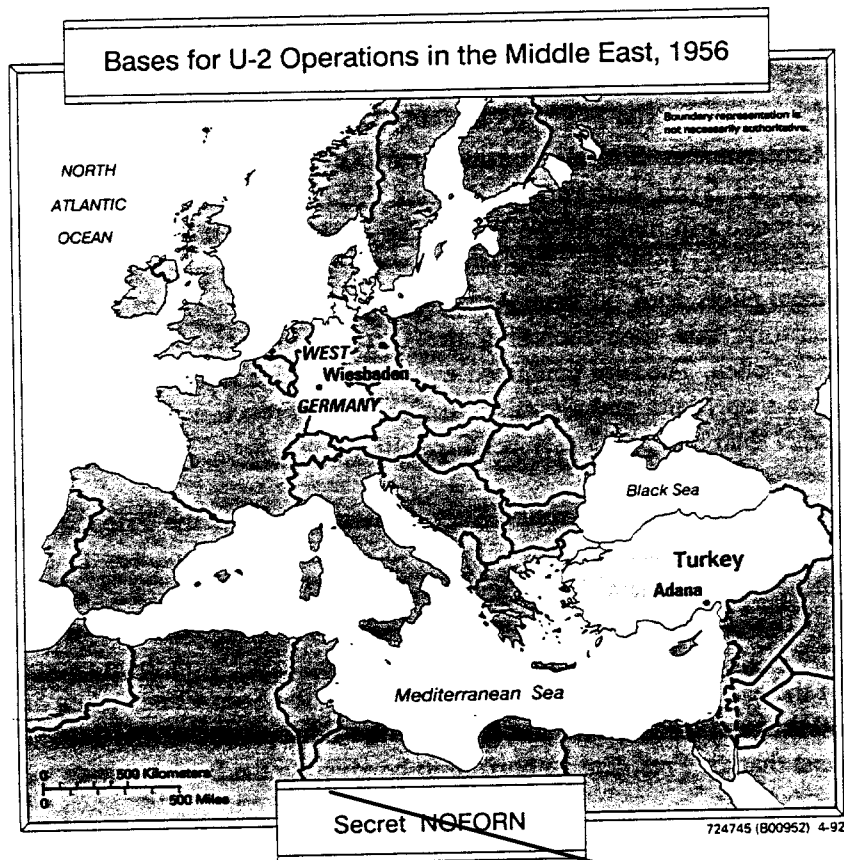 Bases for U-2 Operations in the Middle East, 1956
Boundary representation is
not necessarily authoritative.
NORTH
ATLANTIC
OCEAN
WEST
Wiesbaden
GERMANY
Black Sea
Turkey
Adana
Mediterranean Sea
0 500 Kilometers
0 500 Miles
Secret NOFORN
724745 (B00952) 4-92